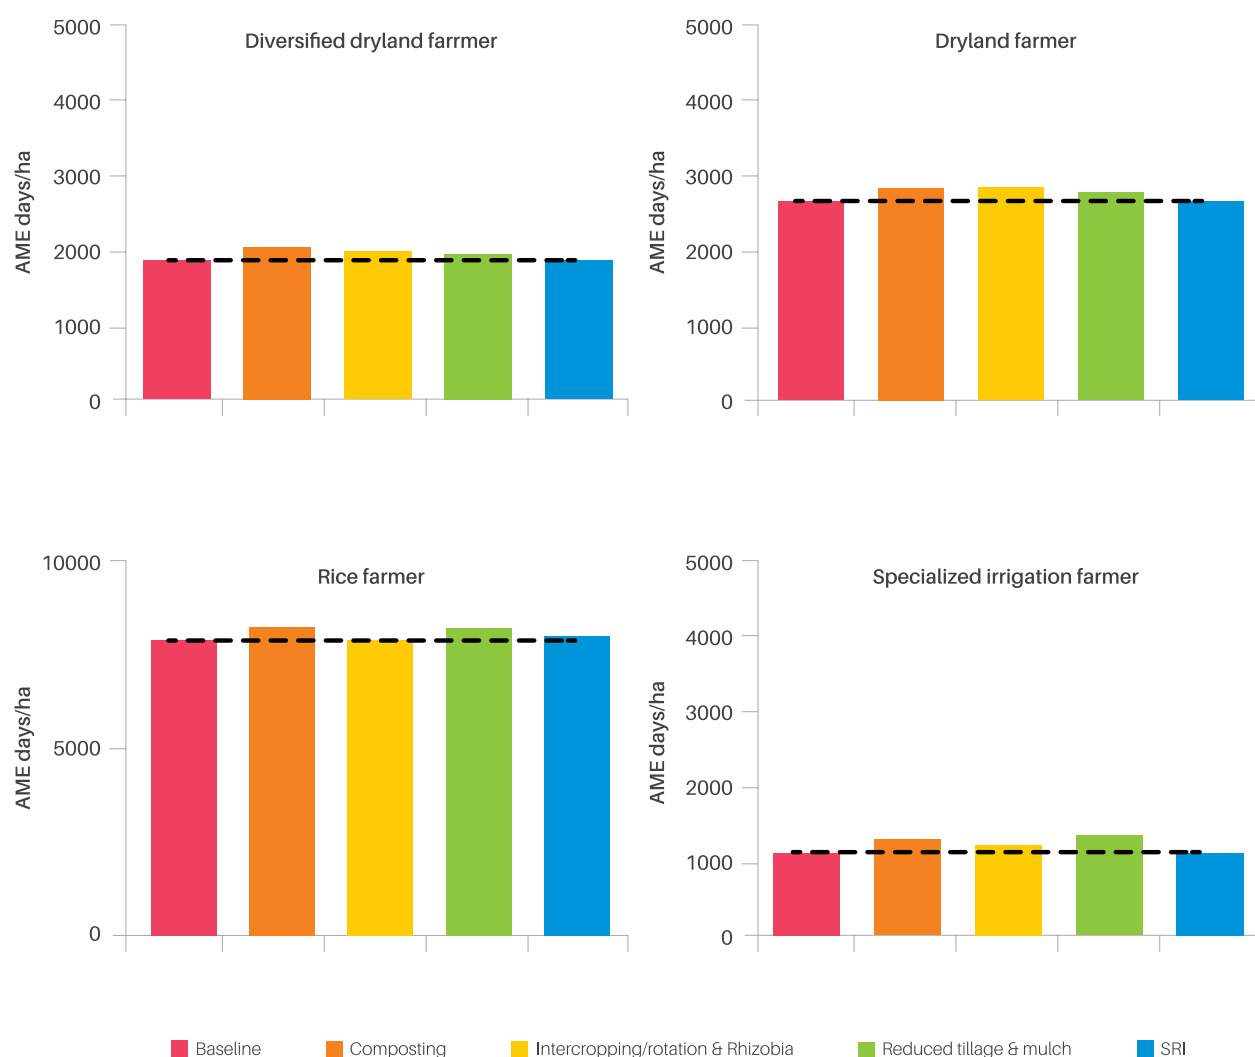 Diversified dryland farrmer
AME days/ha
5000
4000
3000
2000
1000
0
Dryland farmer
AME days/ha
5000
4000
3000
2000
1000
0
Rice farmer
AME days/ha
10000
5000
0
Specialized irrigation farmer
AME days/ha
5000
4000
3000
2000
1000
0
Baseline
Composting
Intercropping/rotation & Rhizobia
Reduced tillage & mulch
SRI